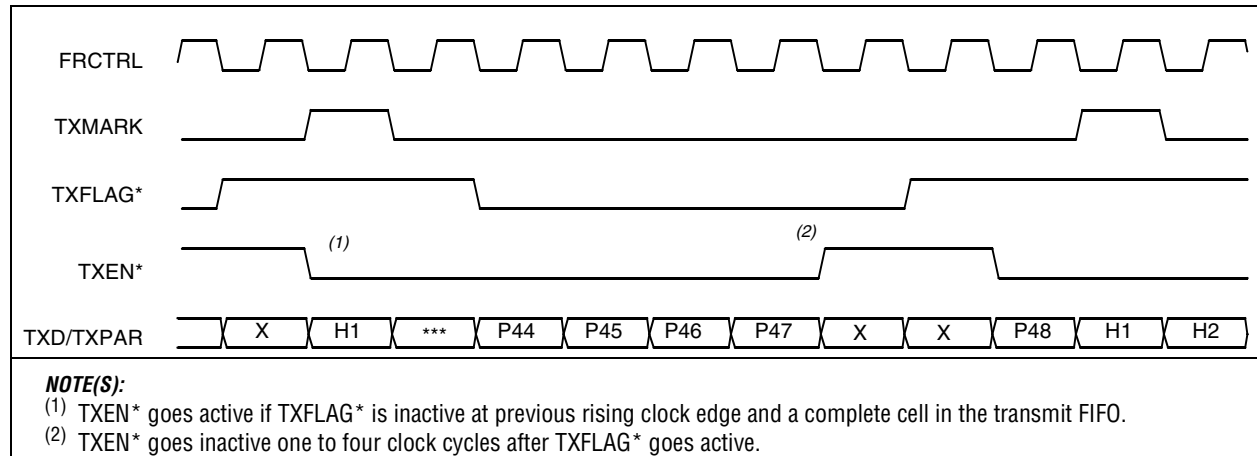 FRCTRL
TXMARK
TXFLAG*
(1)
(2)
TXEN*
TXD/TXPAR X H1 *** P44 P45 P46 P47 X X P48 H1 H2
NOTE(S):
(1) TXEN* goes active if TXFLAG* is inactive at previous rising clock edge and a complete cell in the transmit FIFO.
(2) TXEN* goes inactive one to four clock cycles after TXFLAG* goes active.